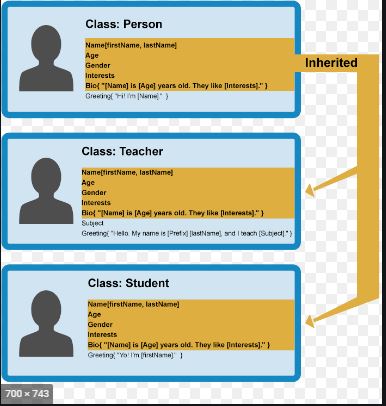 Class: Person
Name[firstName, lastName]
Age
Gender
Interests
Bio{ "[Name] is [Age] years old. They like [Interests]." }
Greeting{ "Hi! I'm [Name]." }
Inherited
Class: Teacher
Name[firstName, lastName]
Age
Gender
Interests
Bio{ "[Name] is [Age] years old. They like [Interests]." }
Subject
Greeting{ "Hello. My name is [Prefix] [lastName], and I teach [Subject]." }
Class: Student
Name[firstName, lastName]
Age
Gender
Interests
Bio{ "[Name] is [Age] years old. They like [Interests]." }
Greeting{ "Yo! I'm [firstName]." }
700 × 743